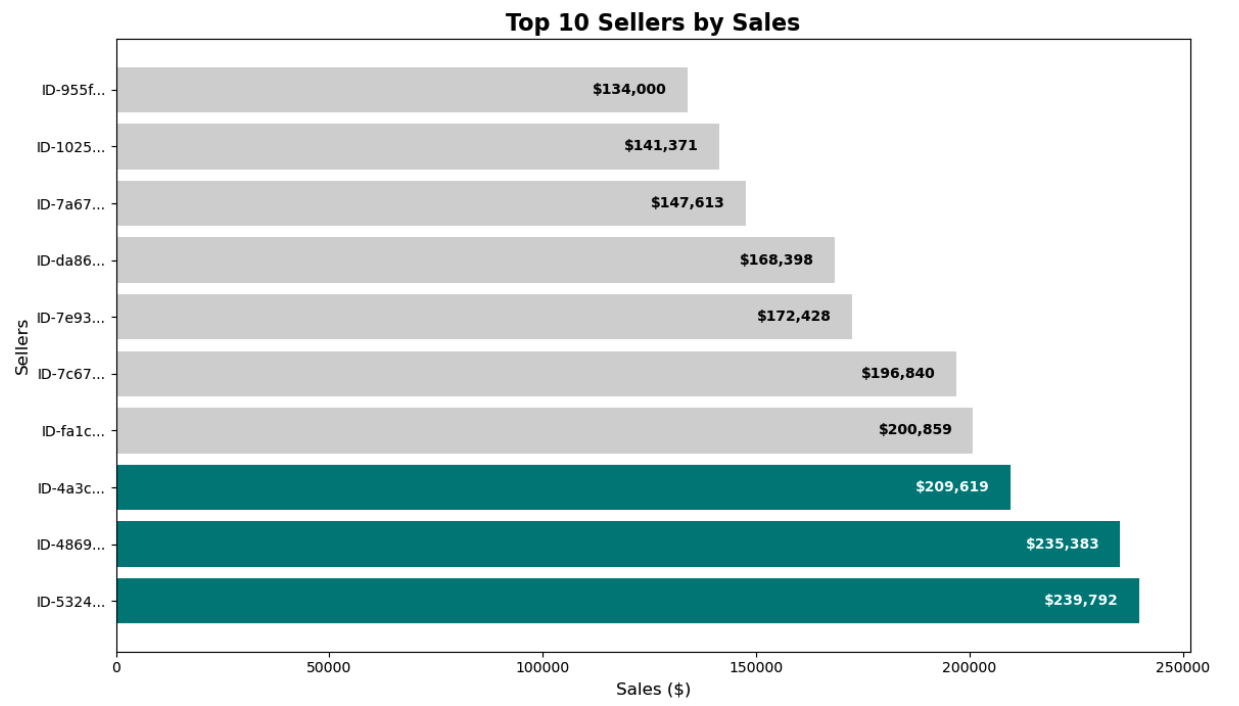 Top 10 Sellers by Sales
ID-955f...
$134,000
ID-1025...
$141,371
ID-7a67...
$147,613
ID-da86...
$168,398
ID-7e93...
$172,428
ID-7c67...
$196,840
ID-fa1c...
$200,859
ID-4a3c...
$209,619
ID-4869...
$235,383
ID-5324...
$239,792
Sellers
0
50000
100000
150000
200000
250000
Sales ($)